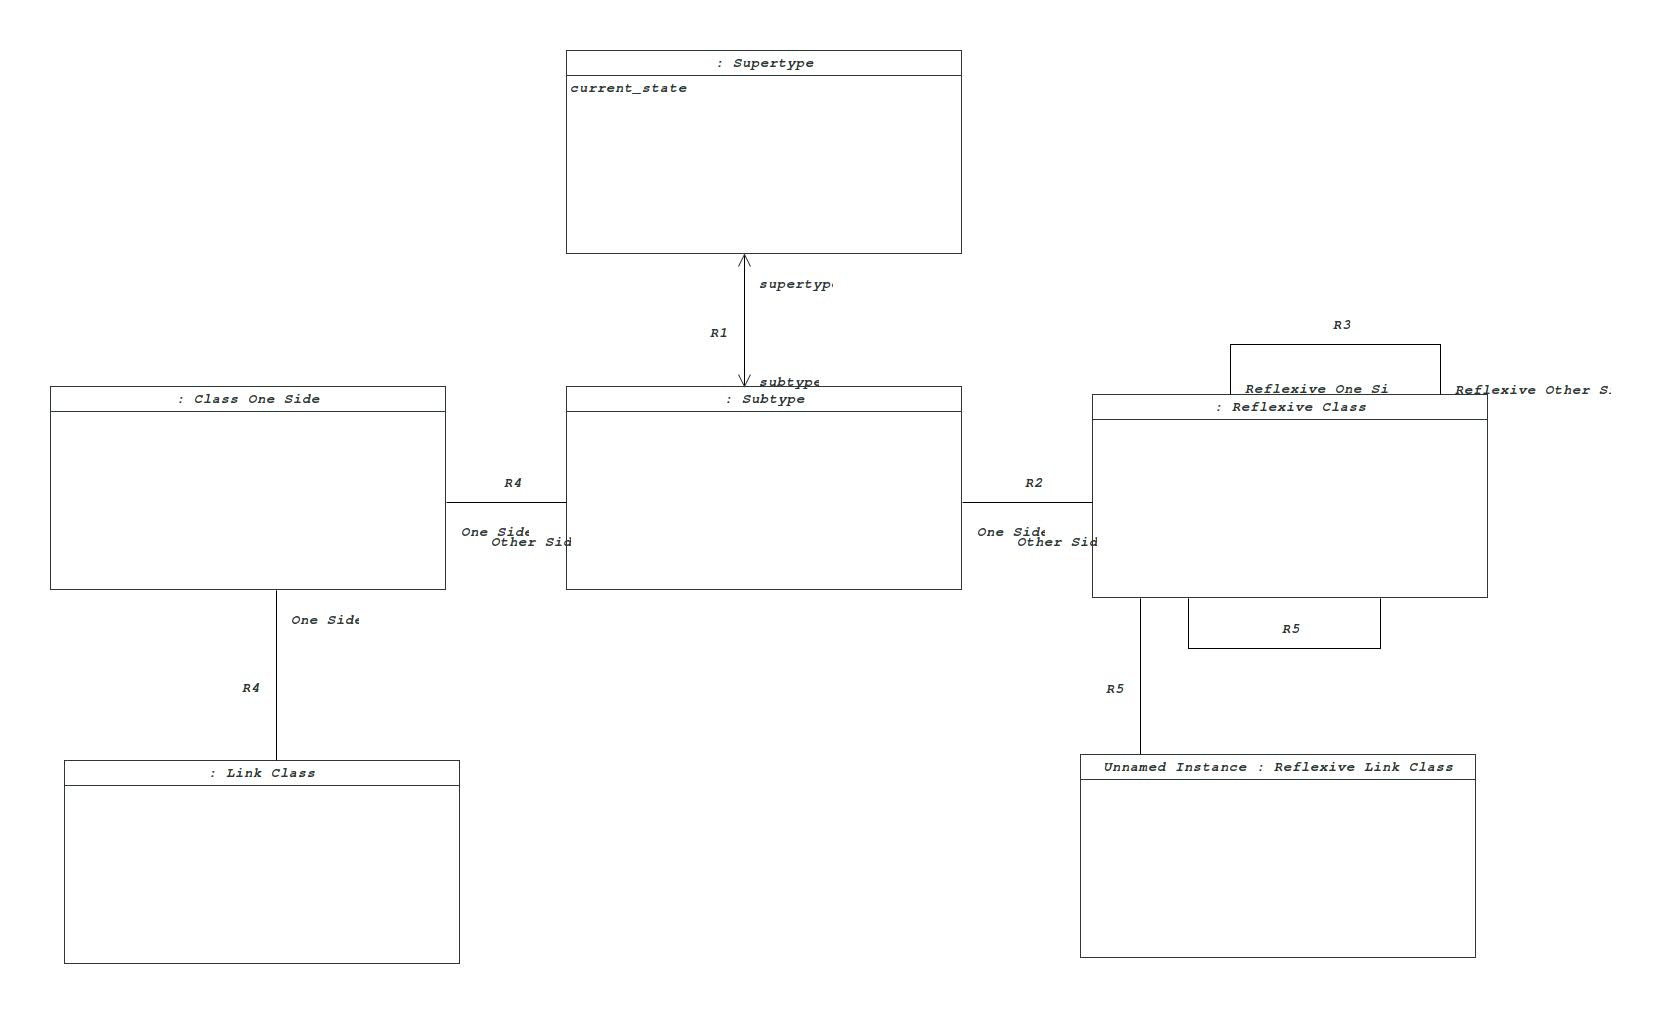 : Supertype
current_state
supertype
R1
subtype
R3
Reflexive One Si
Reflexive Other S.
: Class One Side
: Subtype
: Reflexive Class
R4
R2
One Side
Other Sid
One Side
Other Sid
One Side
R5
R4
R5
: Link Class
Unnamed Instance : Reflexive Link Class